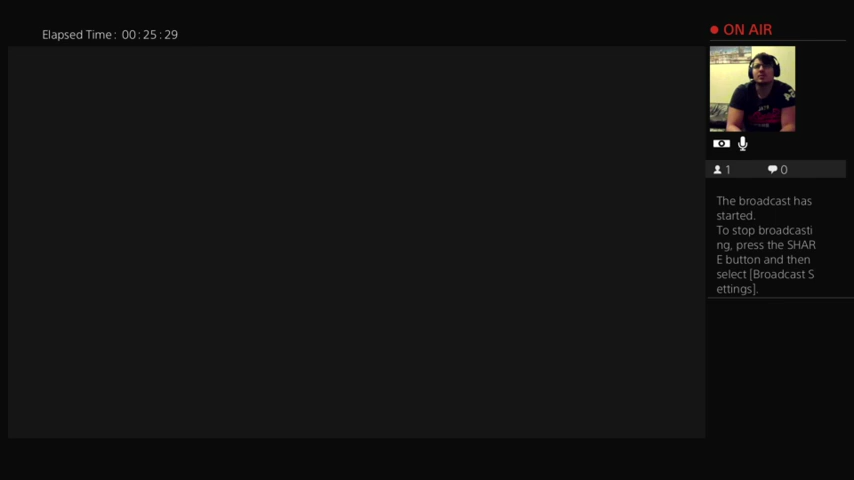 Elapsed Time: 00:25:29
ON AIR
1 0
The broadcast has
started.
To stop broadcasti
ng, press the SHAR
E button and then
select [Broadcast S
ettings].